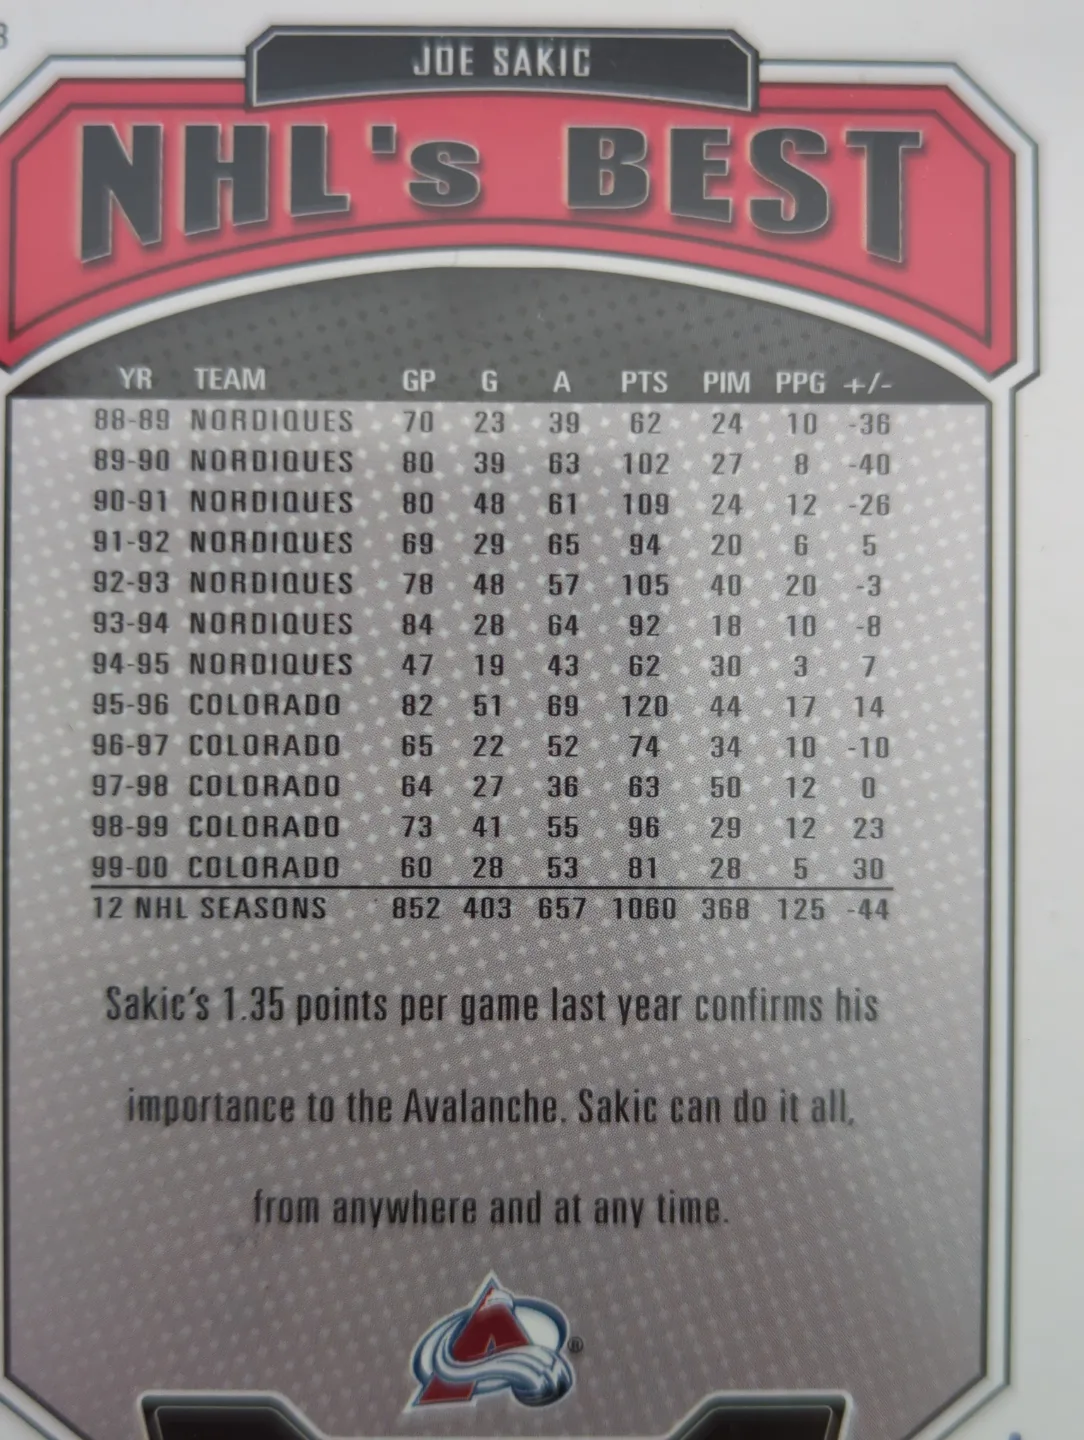 JOE SAKIC
NHL's BEST
YR TEAM GP G A PTS PIM PPG +/-
88-89 NORDIQUES 70 23 39 62 24 10 -36
89-90 NORDIQUES 80 39 63 102 27 8 -40
90-91 NORDIQUES 80 48 61 109 24 12 -26
91-92 NORDIQUES 69 29 65 94 20 6 5
92-93 NORDIQUES 78 48 57 105 40 20 -3
93-94 NORDIQUES 84 28 64 92 18 10 -8
94-95 NORDIQUES 47 19 43 62 30 3 7
95-96 COLORADO 82 51 69 120 44 17 14
96-97 COLORADO 65 22 52 74 34 10 -10
97-98 COLORADO 64 27 36 63 50 12 0
98-99 COLORADO 73 41 55 96 29 12 23
99-00 COLORADO 60 28 53 81 28 5 30
12 NHL SEASONS 852 403 657 1060 368 125 -44
Sakic's 1.35 points per game last year confirms his
importance to the Avalanche. Sakic can do it all,
from anywhere and at any time.
A
®